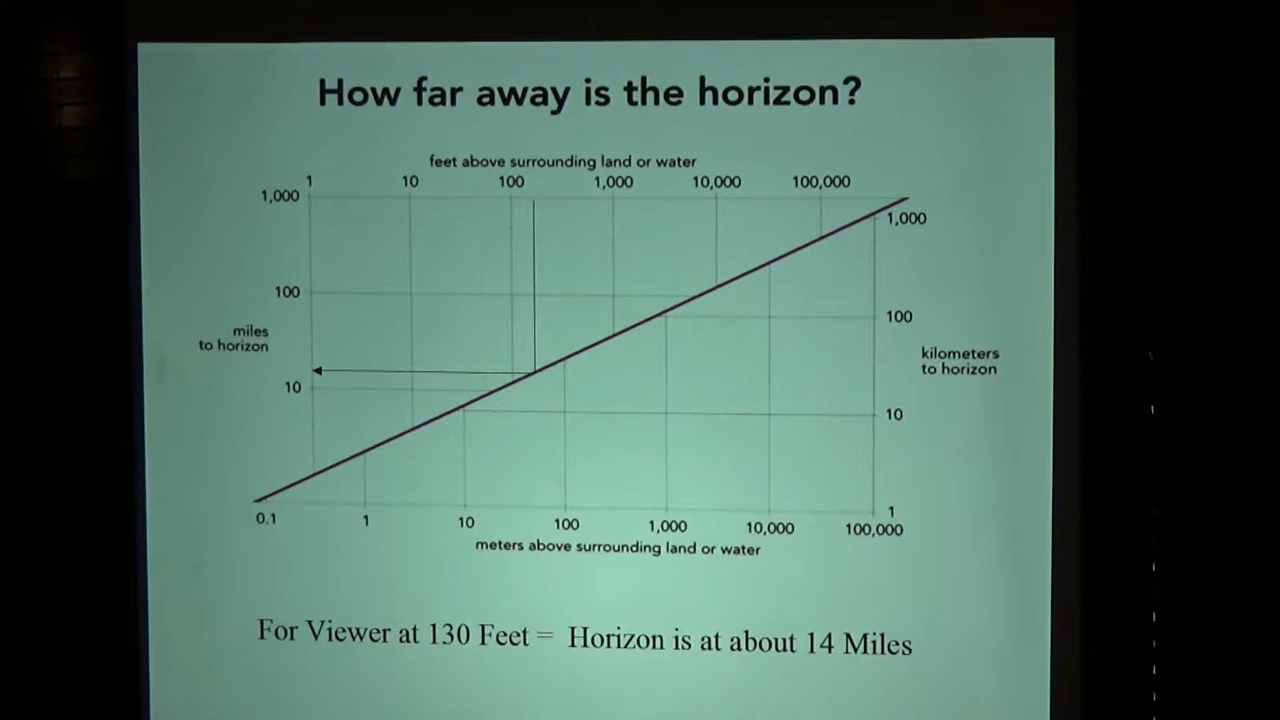 How far away is the horizon?
feet above surrounding land or water
1 10 100 1,000 10,000 100,000
1,000
1,000
100
100
miles
to horizon
kilometers
to horizon
10
10
1
0.1 1 10 100 1,000 10,000 100,000
meters above surrounding land or water
For Viewer at 130 Feet = Horizon is at about 14 Miles